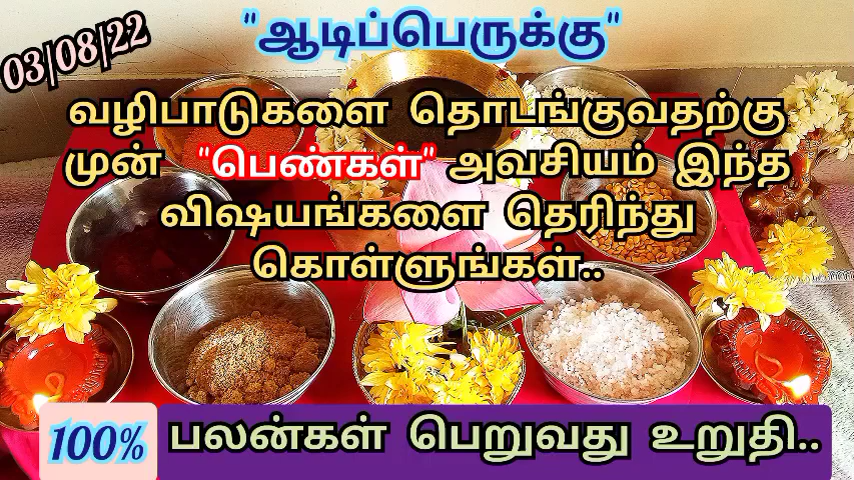 "ஆடிப்பெருக்கு"
03/08/22
வழிபாடுகளை தொடங்குவதற்கு
முன் "பெண்கள்" அவசியம் இந்த
விஷயங்களை தெரிந்து
கொள்ளுங்கள்..
100% பலன்கள் பெறுவது உறுதி..